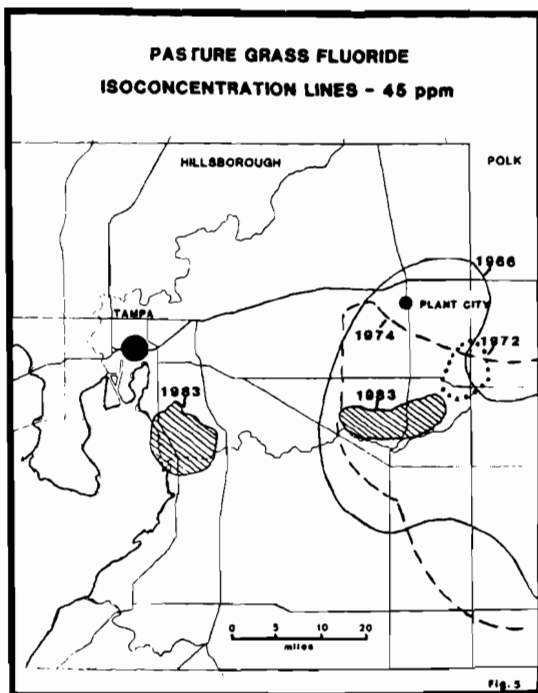 PASTURE GRASS FLUORIDE
ISOCONCENTRATION LINES - 45 ppm
HILLSBOROUGH
POLK
1966
PLANT CITY
TAMPA
1974
1972
1983
1983
0 5 10 20
miles
Fig. 5